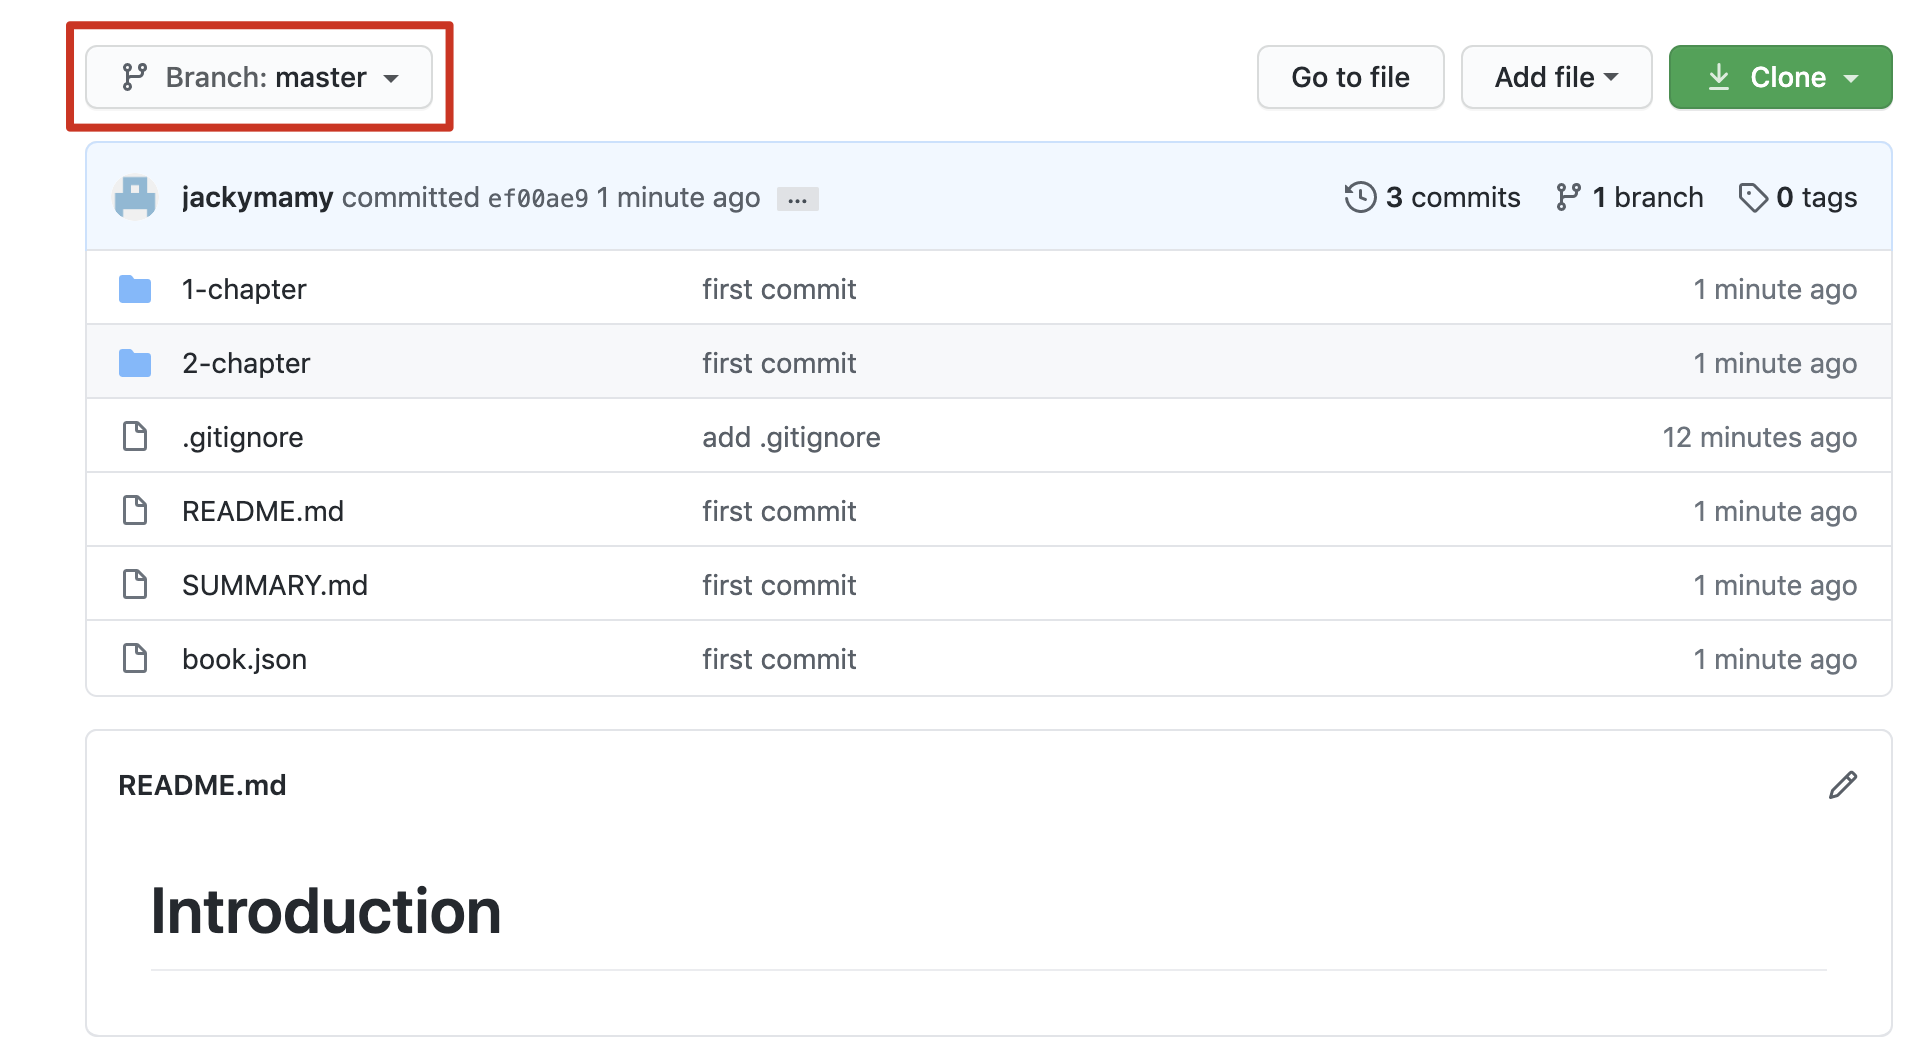 Branch: master Go to file Add file Clone
jackymamy committed ef00ae9 1 minute ago ... 3 commits 1 branch 0 tags
1-chapter first commit 1 minute ago
2-chapter first commit 1 minute ago
.gitignore add .gitignore 12 minutes ago
README.md first commit 1 minute ago
SUMMARY.md first commit 1 minute ago
book.json first commit 1 minute ago
README.md
Introduction